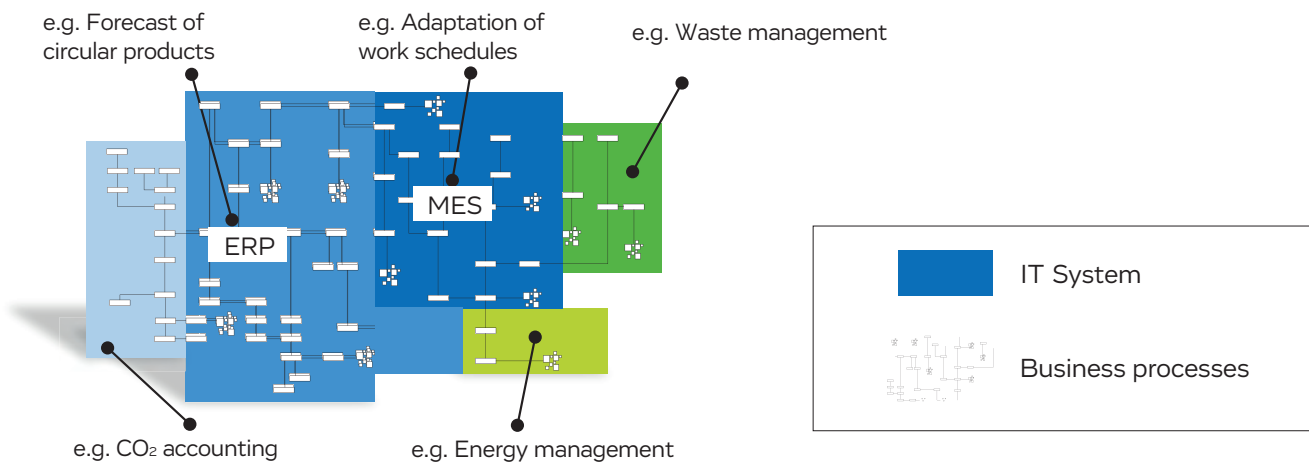 e.g. Forecast of
circular products
e.g. Adaptation of
work schedules
e.g. Waste management
MES
ERP
IT System
Business processes
e.g. CO₂ accounting
e.g. Energy management